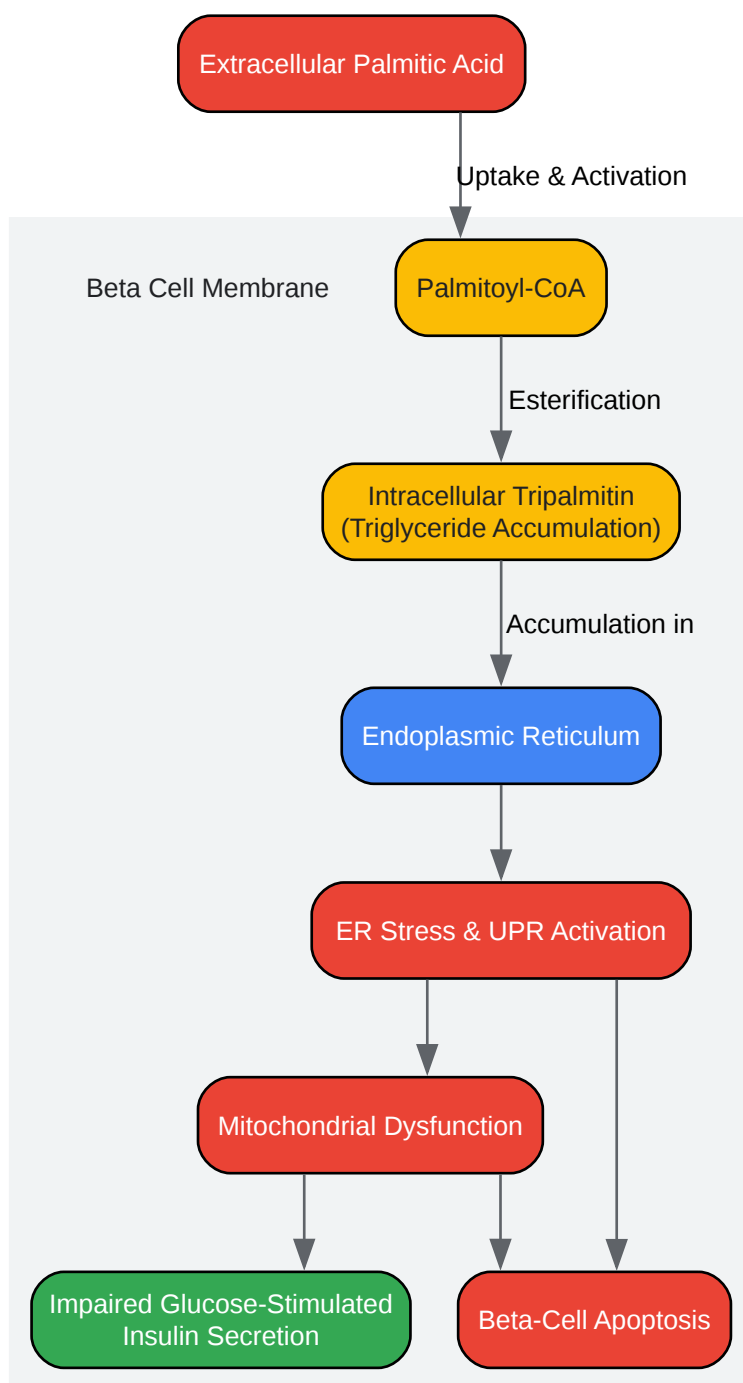 Extracellular Palmitic Acid
Uptake & Activation
Beta Cell Membrane
Palmitoyl-CoA
Esterification
Intracellular Tripalmitin
(Triglyceride Accumulation)
Accumulation in
Endoplasmic Reticulum
ER Stress & UPR Activation
Mitochondrial Dysfunction
Impaired Glucose-Stimulated
Insulin Secretion
Beta-Cell Apoptosis